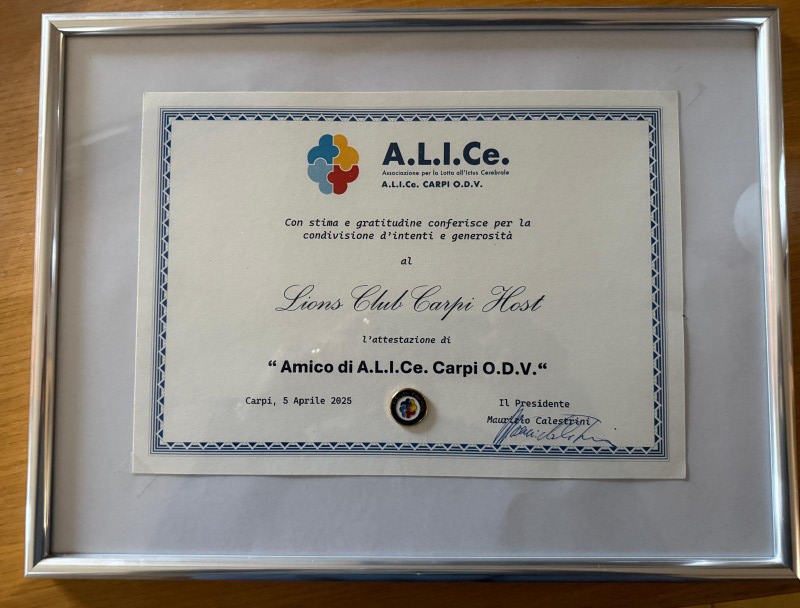 A.L.I.Ce.
Associazione per la Lotta all'Ictus Cerebrale
A.L.I.Ce. CARPI O.D.V.
Con stima e gratitudine conferisce per la
condivisione d'intenti e generosità
al
Lions Club Carpi Host
l'attestazione di
“ Amico di A.L.I.Ce. Carpi O.D.V.“
Carpi, 5 Aprile 2025
Il Presidente
Maurizio Calestrini